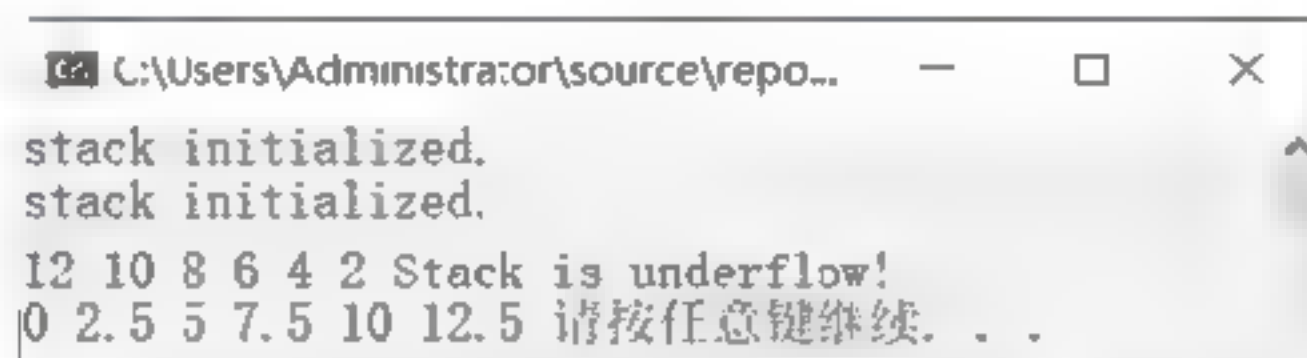 C:\Users\Administrator\source\repo...
stack initialized.
stack initialized.
12 10 8 6 4 2 Stack is underflow!
0 2.5 5 7.5 10 12.5 请按任意键继续. . .